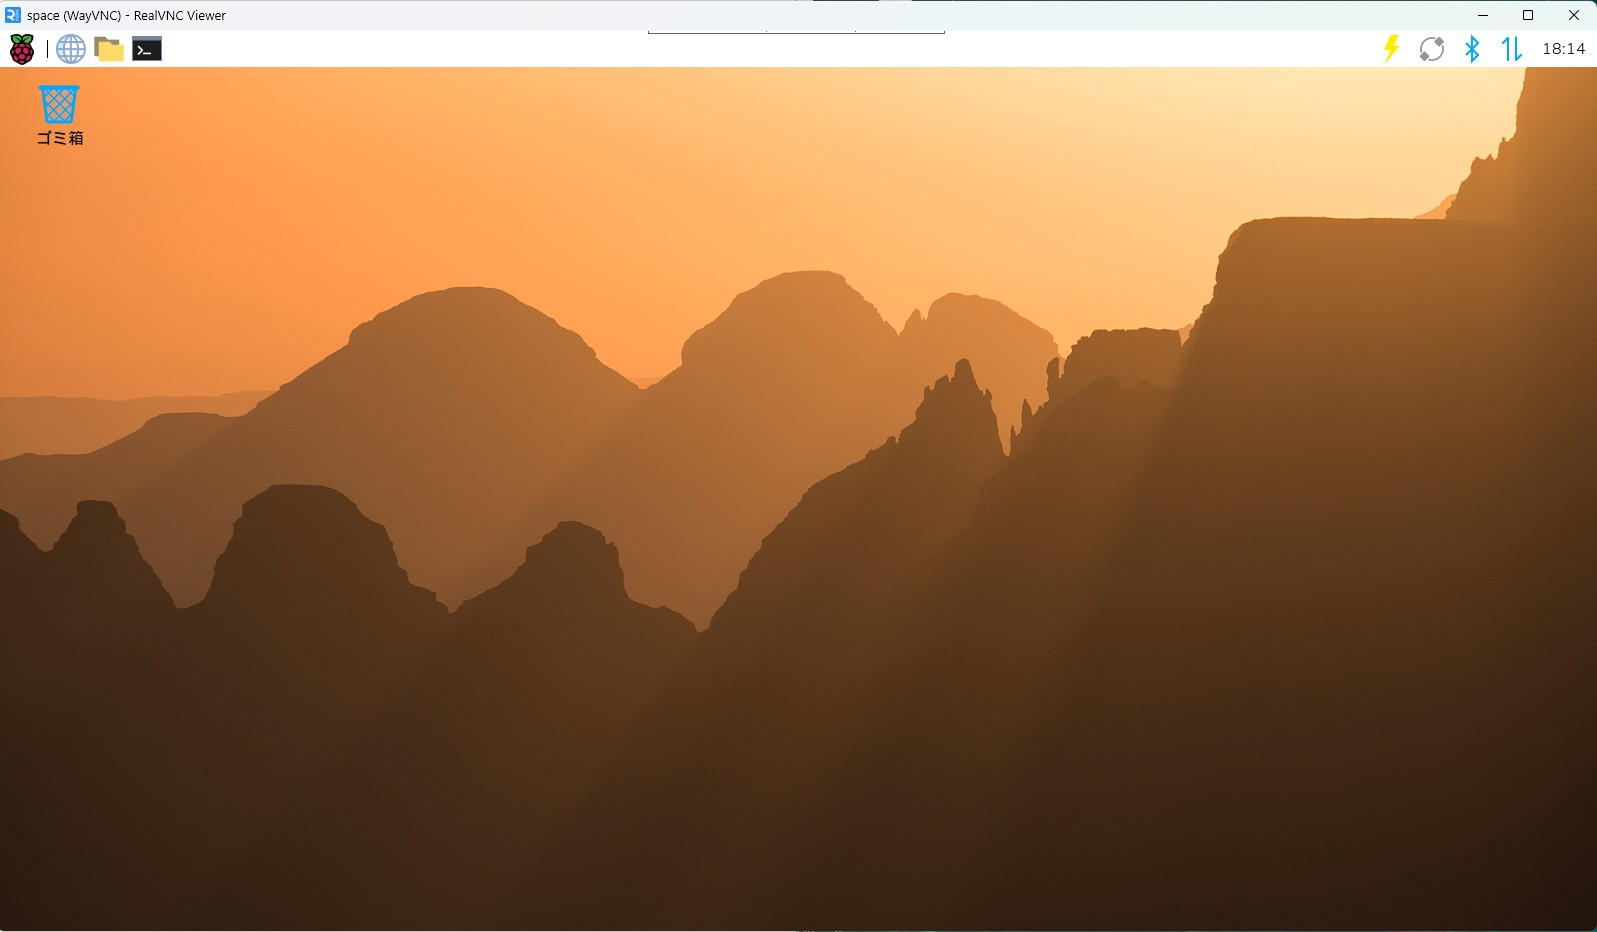 space (WayVNC) - RealVNC Viewer
18:14
ゴミ箱